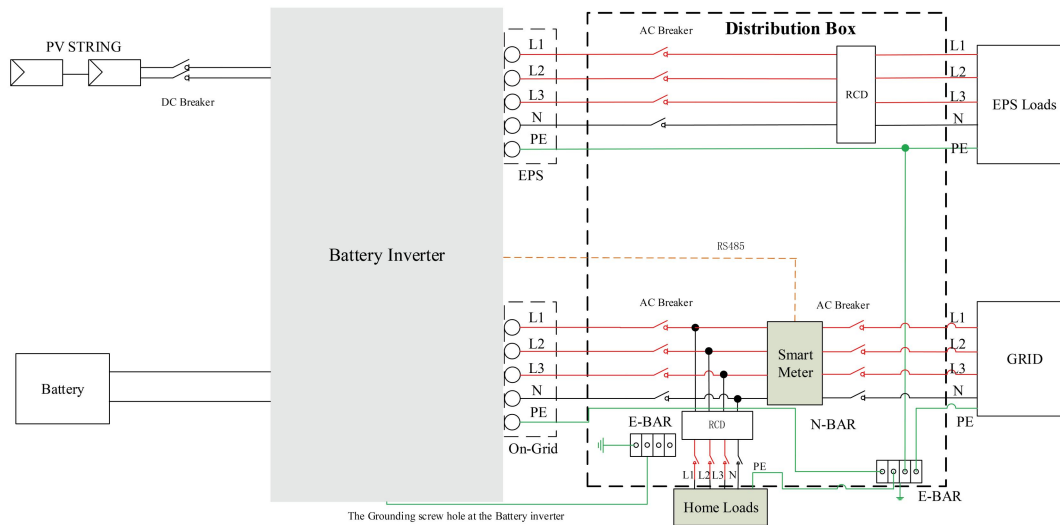 PV STRING
DC Breaker
Battery Inverter
Battery
L1
L2
L3
N
PE
EPS
AC Breaker
Distribution Box
RCD
L1
L2
L3
N
PE
EPS Loads
RS485
L1
L2
L3
N
PE
On-Grid
AC Breaker
AC Breaker
Smart
Meter
L1
L2
L3
N
PE
GRID
N-BAR
E-BAR
RCD
L1
L2
L3
N
PE
Home Loads
E-BAR
The Grounding screw hole at the Battery inverter